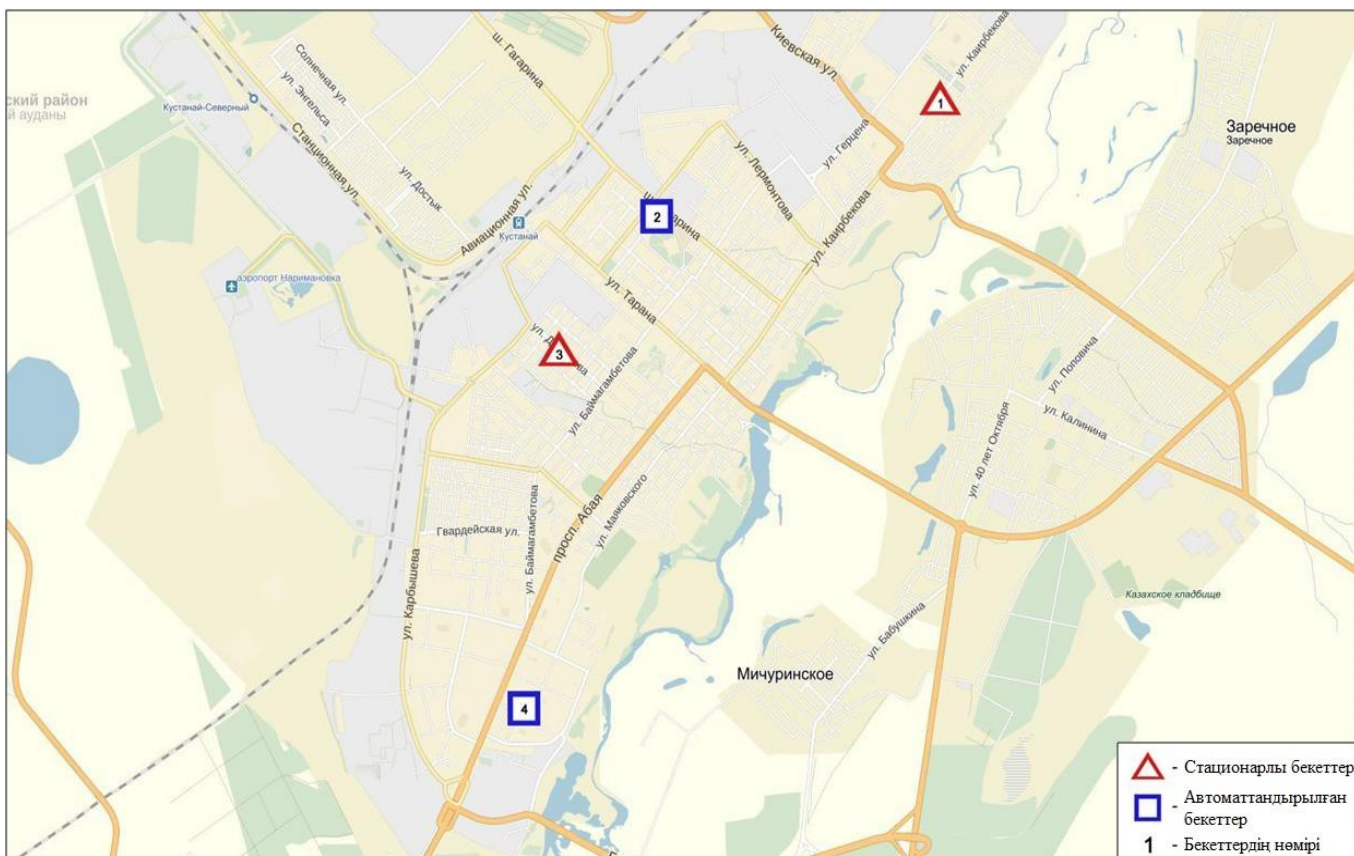 ский район
й ауданы
Кустанай-Северный
Солнечная ул.
ул. Энгельса
Станционная ул.
ул. Достык
Авиационная ул.
ш. Гагарина
Киевская ул.
ул. Каирбекова
1
ул. Герцена
ул. Лермонтова
Заречное
Заречное
2
Кустанай
ул. Каирбекова
аэропорт Наримановка
ул. Тарана
3
ул. Баймагамбетова
ул. Поповича
ул. Калинина
ул. 40 лет Октября
просп. Абая
ул. Маяковского
Гвардейская ул.
ул. Баймагамбетова
ул. Карбышева
Казахское кладбище
ул. Бабушкина
Мичуринское
4
- Стационарлы бекеттер
- Автоматтандырылған
бекеттер
1 - Бекеттердің нөмірі